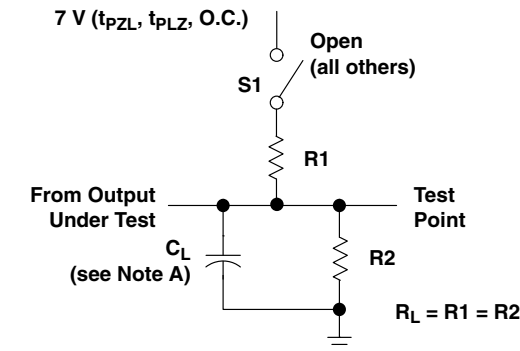 7 V (tPZL, tPLZ, O.C.)
Open
(all others)
S1
R1
From Output
Under Test
Test
Point
CL
(see Note A)
R2
RL = R1 = R2